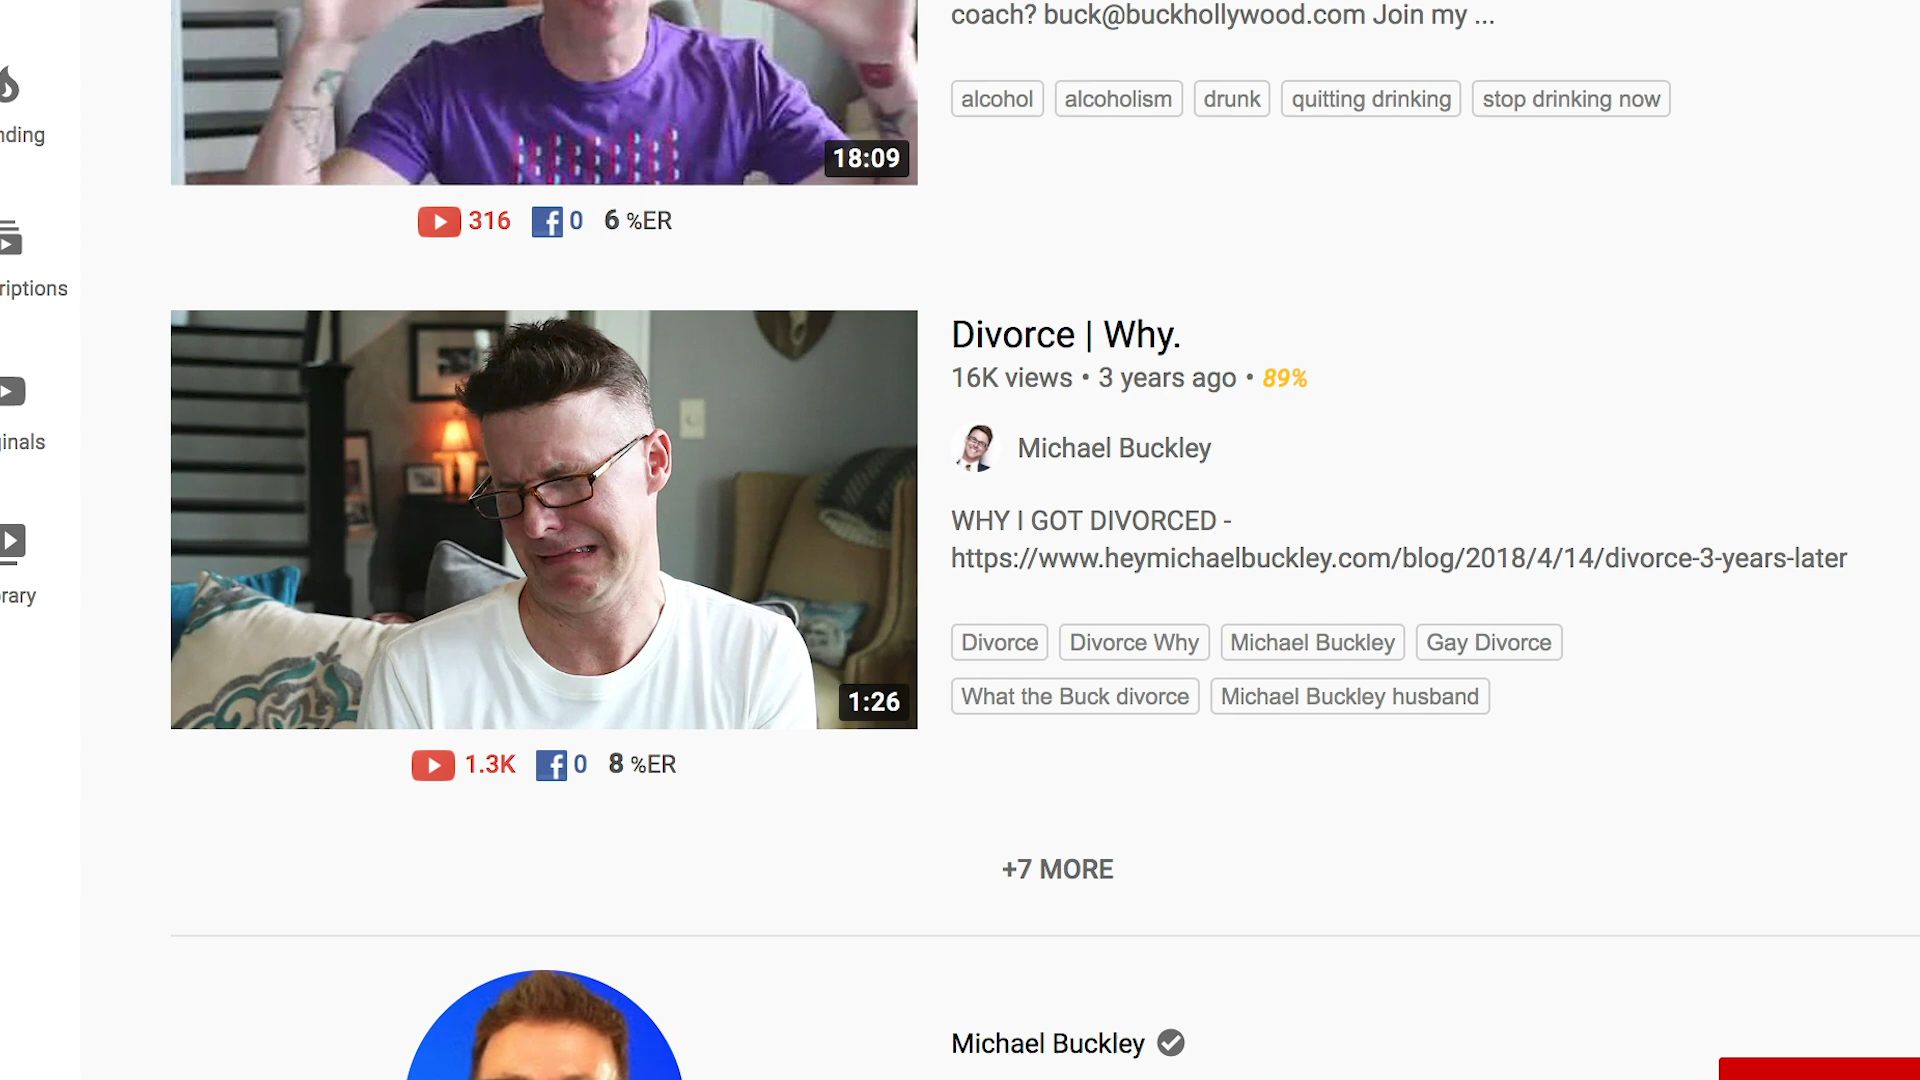 coach? buck@buckhollywood.com Join my ...
nding
alcohol alcoholism drunk quitting drinking stop drinking now
18:09
316 0 6 %ER
riptions
Divorce | Why.
16K views • 3 years ago • 89%
inals
Michael Buckley
WHY I GOT DIVORCED -
https://www.heymichaelbuckley.com/blog/2018/4/14/divorce-3-years-later
rary
Divorce Divorce Why Michael Buckley Gay Divorce
What the Buck divorce Michael Buckley husband
1:26
1.3K 0 8 %ER
+7 MORE
Michael Buckley